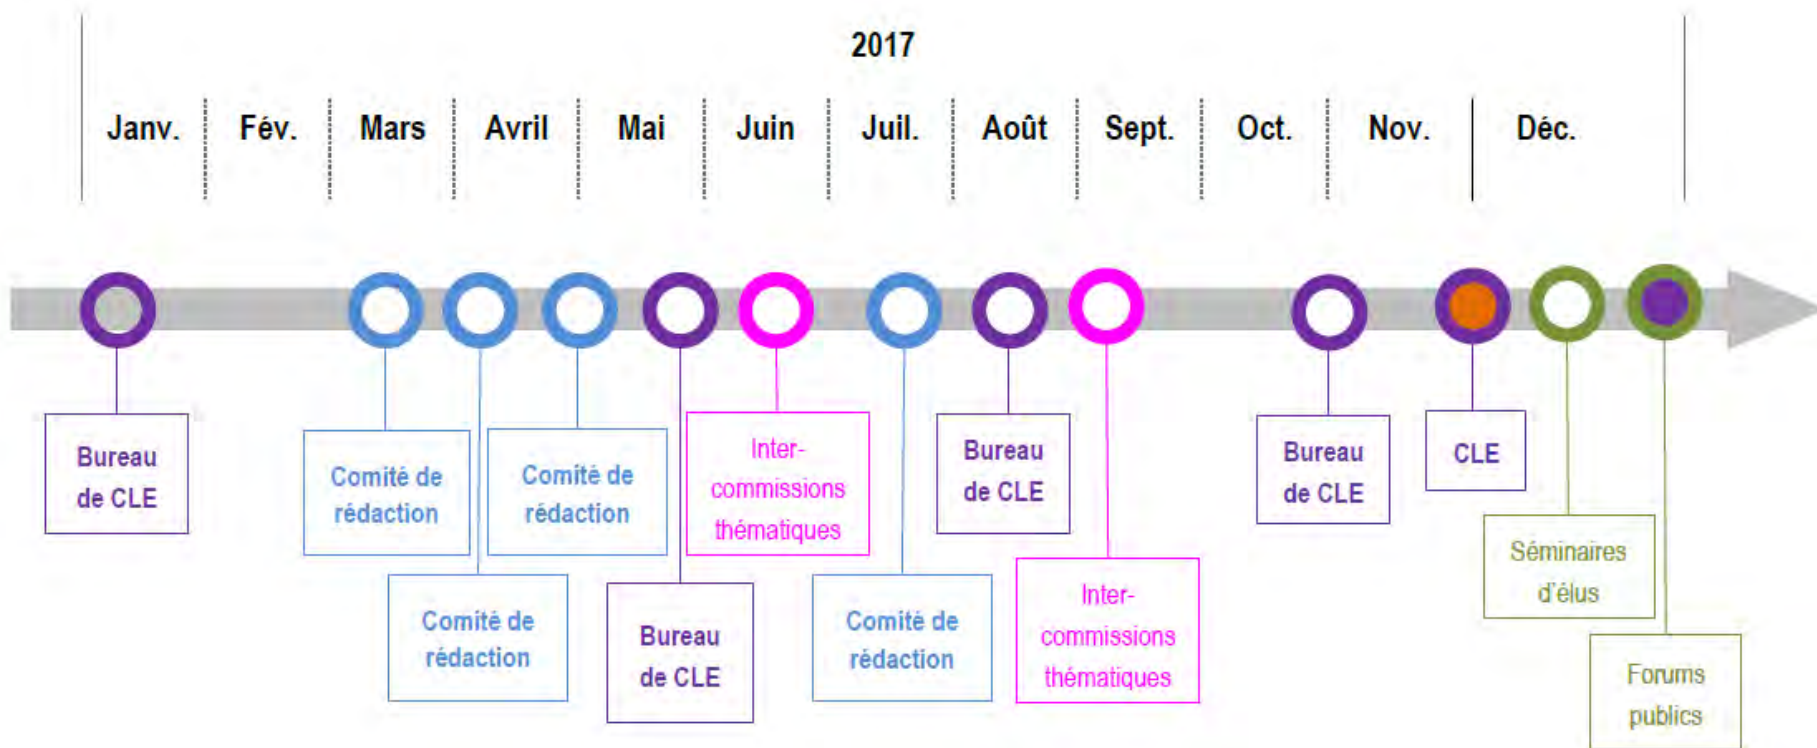 2017
Janv.
Fév.
Mars
Avril
Mai
Juin
Juil.
Août
Sept.
Oct.
Nov.
Déc.
Bureau
de CLE
Comité de
rédaction
Comité de
rédaction
Comité de
rédaction
Bureau
de CLE
Inter-
commissions
thématiques
Comité de
rédaction
Bureau
de CLE
Inter-
commissions
thématiques
Bureau
de CLE
CLE
Séminaires
d'élus
Forums
publics